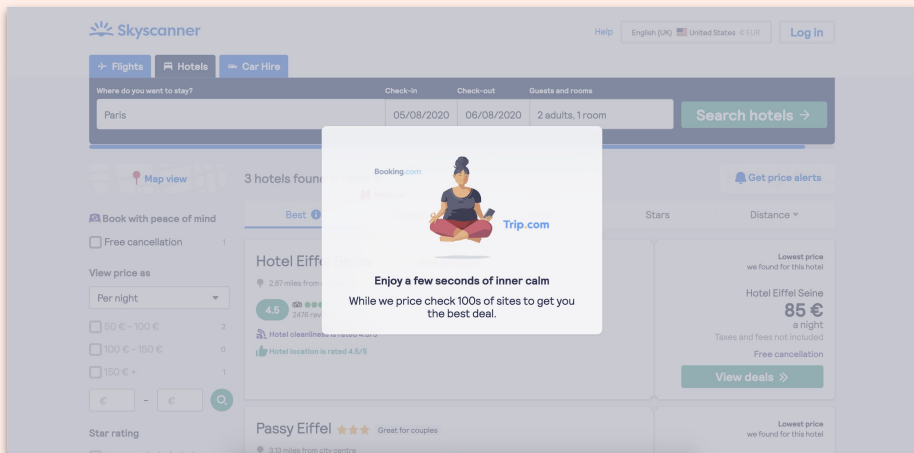 Skyscanner
Help
English (UK) United States € EUR
Log in
Flights
Hotels
Car Hire
Where do you want to stay?
Check-in
Check-out
Guests and rooms
Paris
05/08/2020
06/08/2020
2 adults, 1 room
Search hotels
Map view
3 hotels found
Get price alerts
Book with peace of mind
Free cancellation 1
View price as
Per night
50 € - 100 € 2
100 € - 150 € 0
150 € + 1
€ - €
Star rating
Best
Stars
Distance
Booking.com
Trip.com
Enjoy a few seconds of inner calm
While we price check 100s of sites to get you
the best deal.
Hotel Eiffel
2.67 miles from
4.5
2476
Hotel cleanliness is rated 4.5/5
Hotel location is rated 4.5/5
Lowest price
we found for this hotel
Hotel Eiffel Seine
85 €
a night
Taxes and fees not included
Free cancellation
View deals
Passy Eiffel
Great for couples
3.13 miles from city centre
Lowest price
we found for this hotel